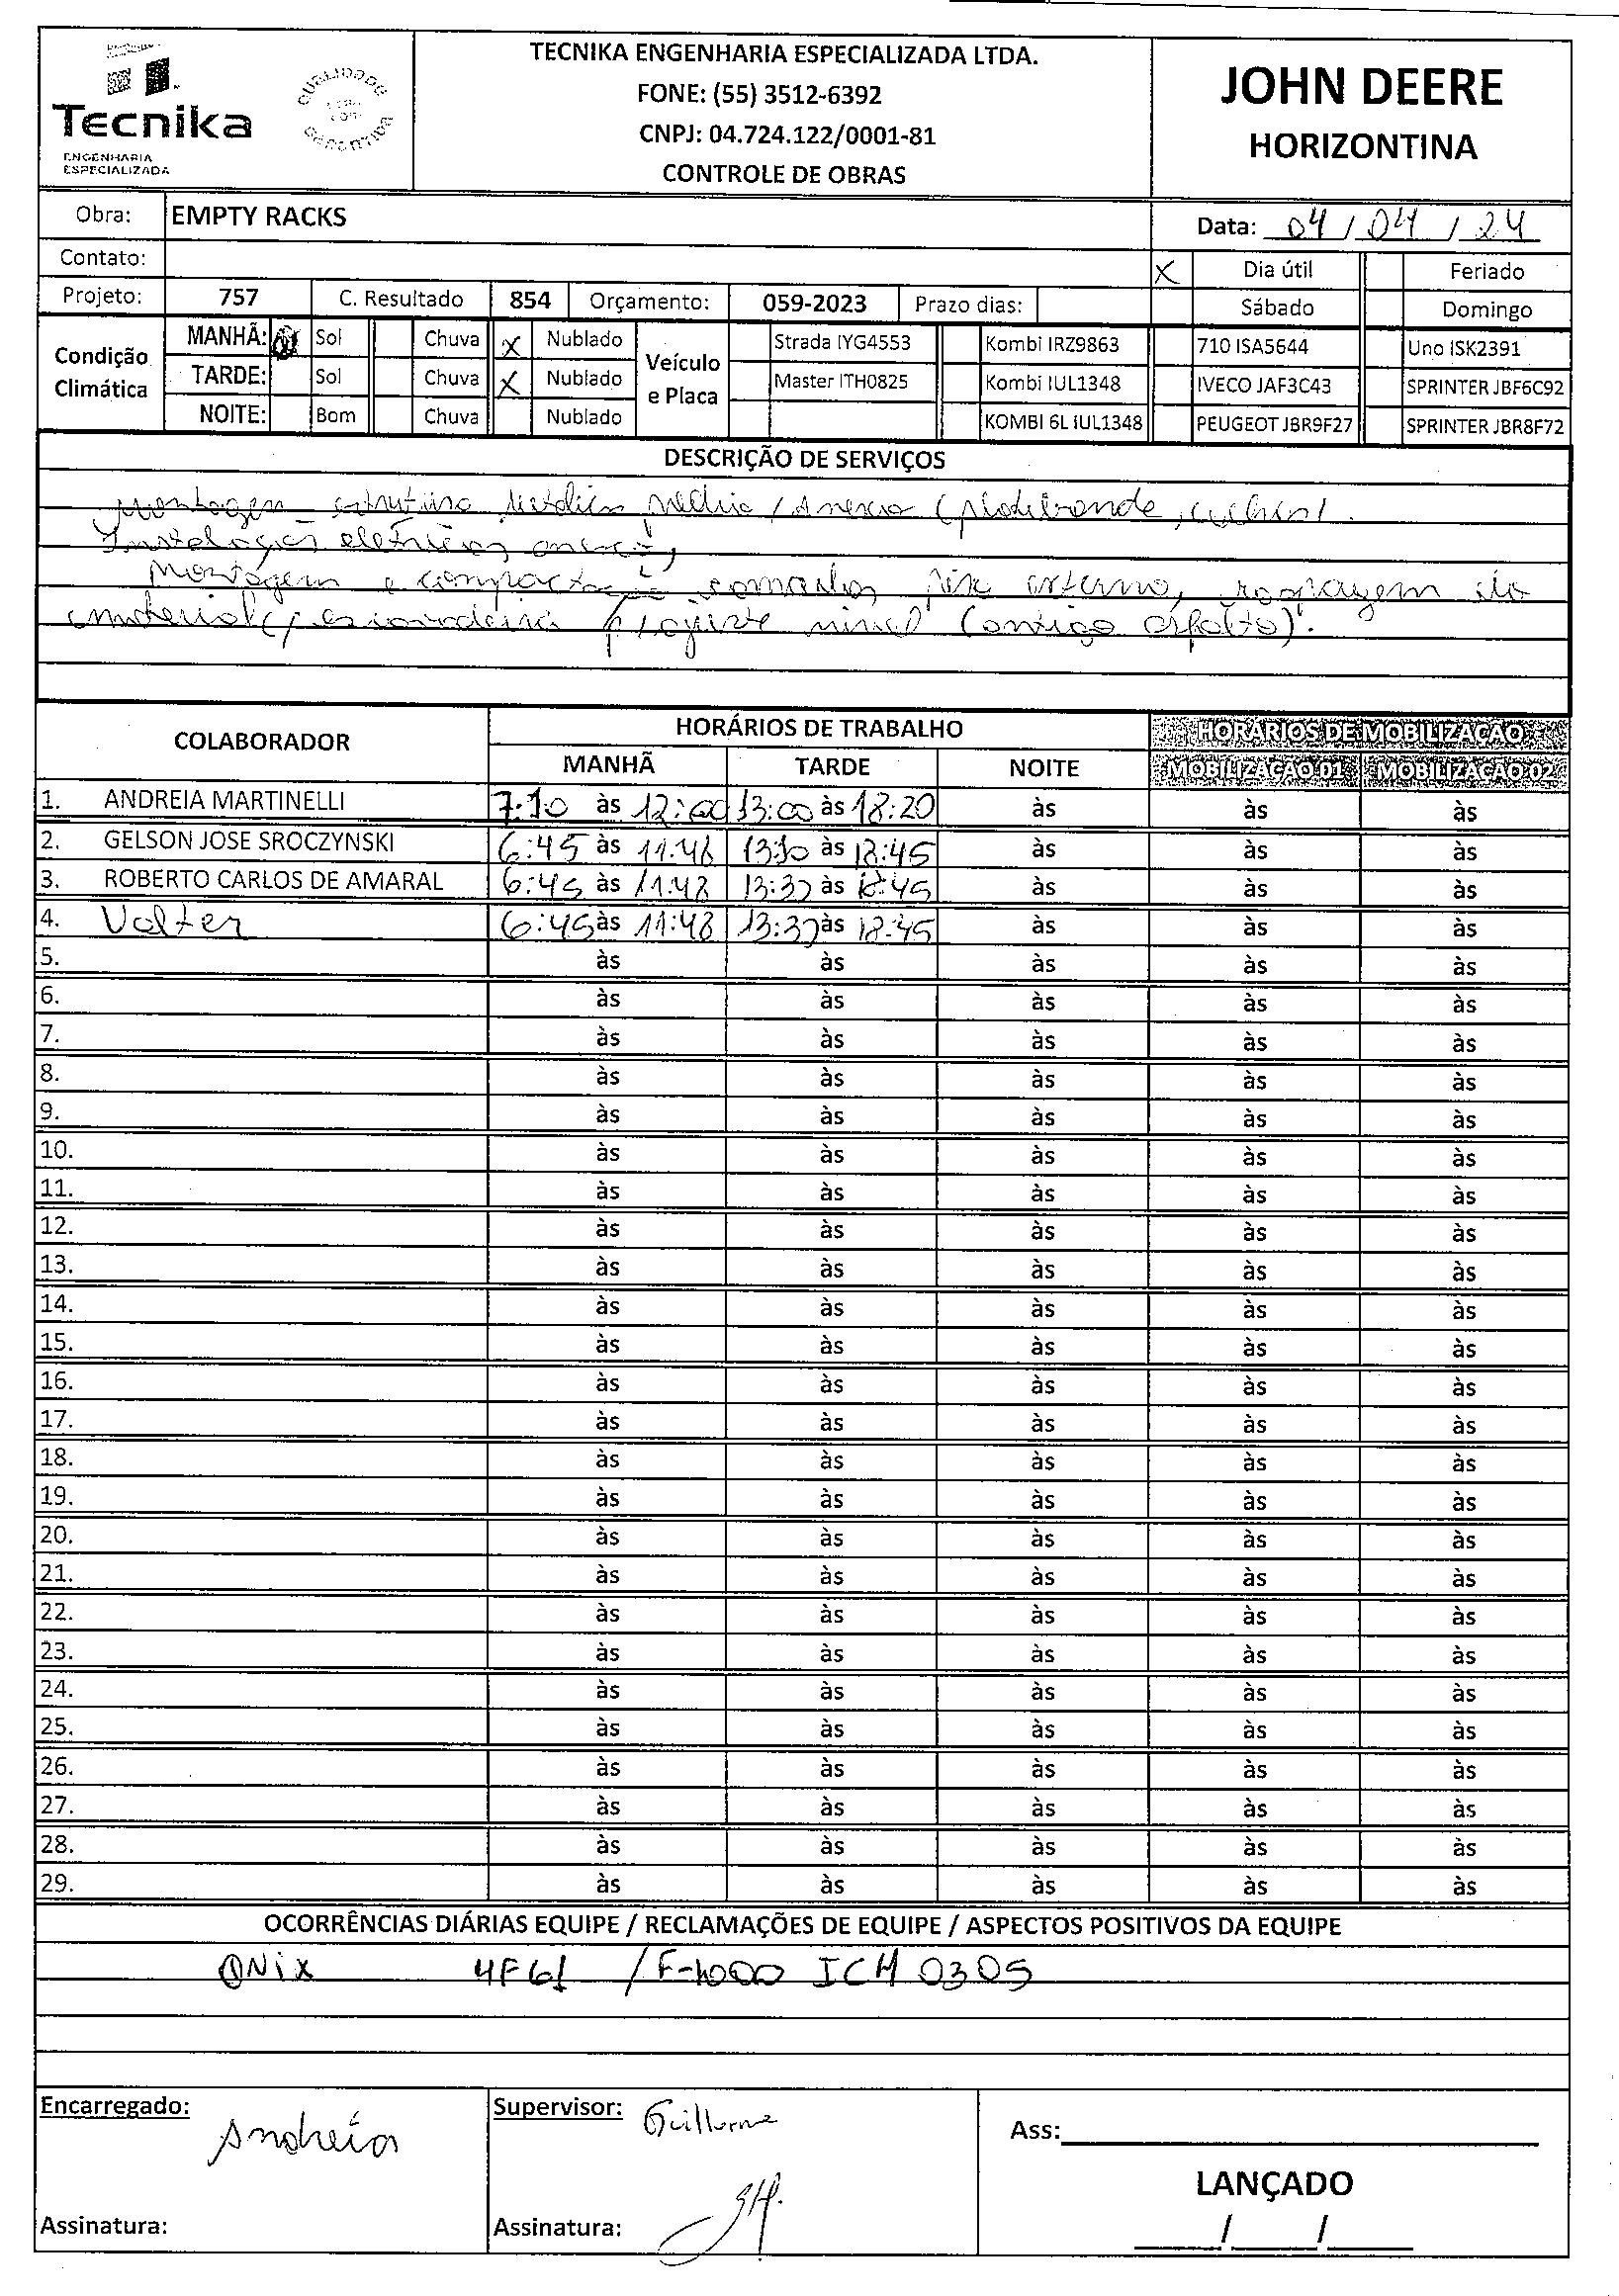 Tecnika
ENGENHARIA
ESPECIALIZADA
QUALIDADE
TECNIKA ENGENHARIA ESPECIALIZADA LTDA.
FONE: (55) 3512-6392
CNPJ: 04.724.122/0001-81
CONTROLE DE OBRAS
JOHN DEERE
HORIZONTINA
Obra: EMPTY RACKS
Data: 04 / 04 / 24
Contato:
X Dia útil Feriado
Projeto: 757 C. Resultado 854 Orçamento: 059-2023 Prazo dias:
Sábado Domingo
Condição Climática
MANHÃ: Sol Chuva X Nublado
TARDE: Sol Chuva X Nublado
NOITE: Bom Chuva Nublado
Veículo e Placa
Strada IYG4553 Kombi IRZ9863 710 ISA5644 Uno ISK2391
Master ITH0825 Kombi IUL1348 IVECO JAF3C43 SPRINTER JBF6C92
KOMBI 6L IUL1348 PEUGEOT JBR9F27 SPRINTER JBR8F72
DESCRIÇÃO DE SERVIÇOS
Montagem estrutura metálica / Anexo (platibanda,
Instalações elétricas anexo,
Montagem e externo, raspagem do
material p/ ajuste nível (antigo asfalto).
COLABORADOR HORÁRIOS DE TRABALHO HORÁRIOS DE MOBILIZAÇÃO
MANHÃ TARDE NOITE MOBILIZAÇÃO 01 MOBILIZAÇÃO 02
1. ANDREIA MARTINELLI 7:10 às 12:00 13:00 às 18:20 às às às
2. GELSON JOSE SROCZYNSKI 6:45 às 11:48 às 18:45 às às às
3. ROBERTO CARLOS DE AMARAL 6:45 às 11:48 13:30 às 18:45 às às às
4. Valter 6:45 às 11:48 13:30 às 18:45 às às às
5. às às às às às
6. às às às às às
7. às às às às às
8. às às às às às
9. às às às às às
10. às às às às às
11. às às às às às
12. às às às às às
13. às às às às às
14. às às às às às
15. às às às às às
16. às às às às às
17. às às às às às
18. às às às às às
19. às às às às às
20. às às às às às
21. às às às às às
22. às às às às às
23. às às às às às
24. às às às às às
25. às às às às às
26. às às às às às
27. às às às às às
28. às às às às às
29. às às às às às
OCORRÊNCIAS DIÁRIAS EQUIPE / RECLAMAÇÕES DE EQUIPE / ASPECTOS POSITIVOS DA EQUIPE
ONIX 4F61 / F-1000 ICH 0305
Encarregado: Andreia
Supervisor: Guilherme
Ass:
LANÇADO
Assinatura:
Assinatura:
/ /